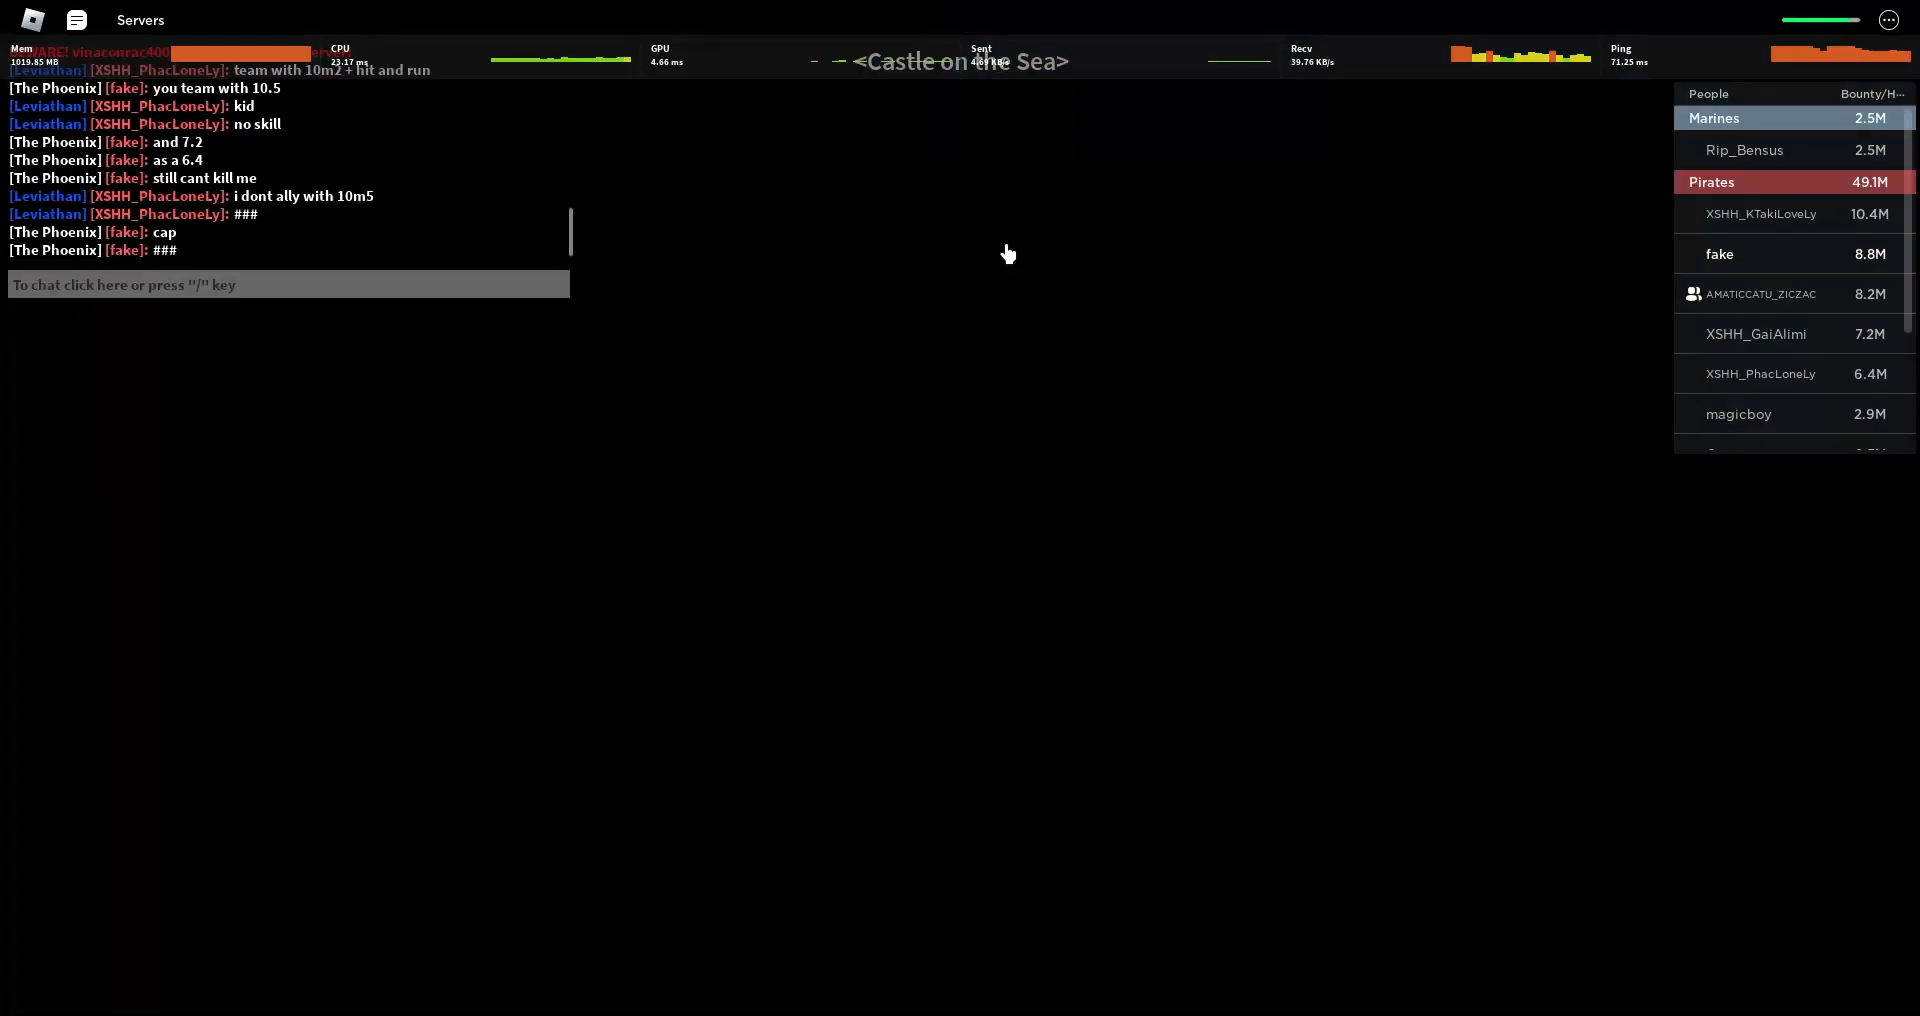 Servers
BEWARE! vinaconrac400
Mem
1019.85 MB
CPU
23.17 ms
GPU
4.66 ms
<Castle on the Sea>
Sent
4.69 KB/s
Recv
39.76 KB/s
Ping
71.25 ms
[Leviathan] [XSHH_PhacLoneLy]: team with 10m2 + hit and run
[The Phoenix] [fake]: you team with 10.5
[Leviathan] [XSHH_PhacLoneLy]: kid
[Leviathan] [XSHH_PhacLoneLy]: no skill
[The Phoenix] [fake]: and 7.2
[The Phoenix] [fake]: as a 6.4
[The Phoenix] [fake]: still cant kill me
[Leviathan] [XSHH_PhacLoneLy]: i dont ally with 10m5
[Leviathan] [XSHH_PhacLoneLy]: ###
[The Phoenix] [fake]: cap
[The Phoenix] [fake]: ###
To chat click here or press "/" key
People Bounty/H...
Marines 2.5M
Rip_Bensus 2.5M
Pirates 49.1M
XSHH_KTakiLoveLy 10.4M
fake 8.8M
AMATICCATU_ZICZAC 8.2M
XSHH_GaiAlimi 7.2M
XSHH_PhacLoneLy 6.4M
magicboy 2.9M